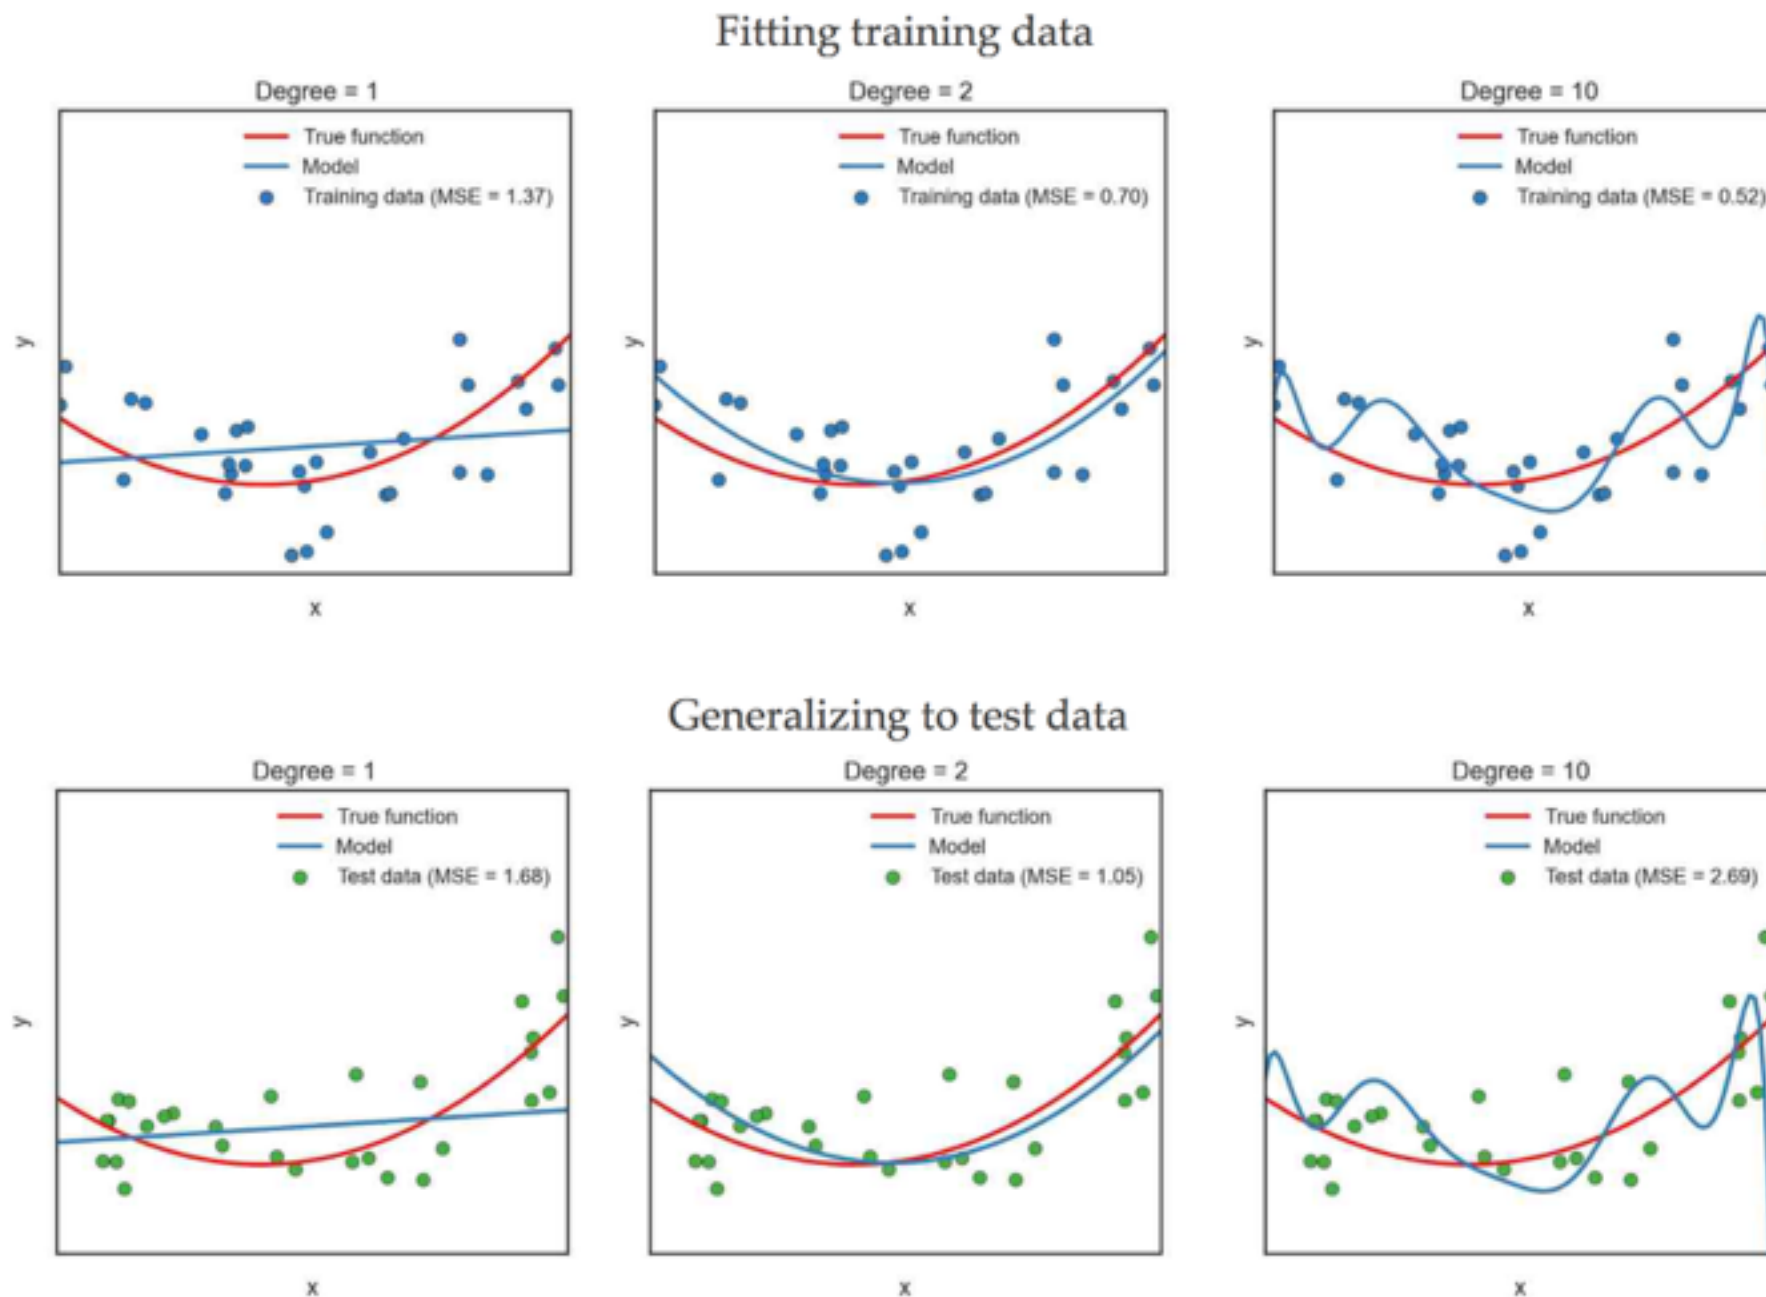 Fitting training data
Degree = 1
True function
Model
Training data (MSE = 1.37)
y
x
Degree = 2
True function
Model
Training data (MSE = 0.70)
y
x
Degree = 10
True function
Model
Training data (MSE = 0.52)
y
x
Generalizing to test data
Degree = 1
True function
Model
Test data (MSE = 1.68)
y
x
Degree = 2
True function
Model
Test data (MSE = 1.05)
y
x
Degree = 10
True function
Model
Test data (MSE = 2.69)
y
x